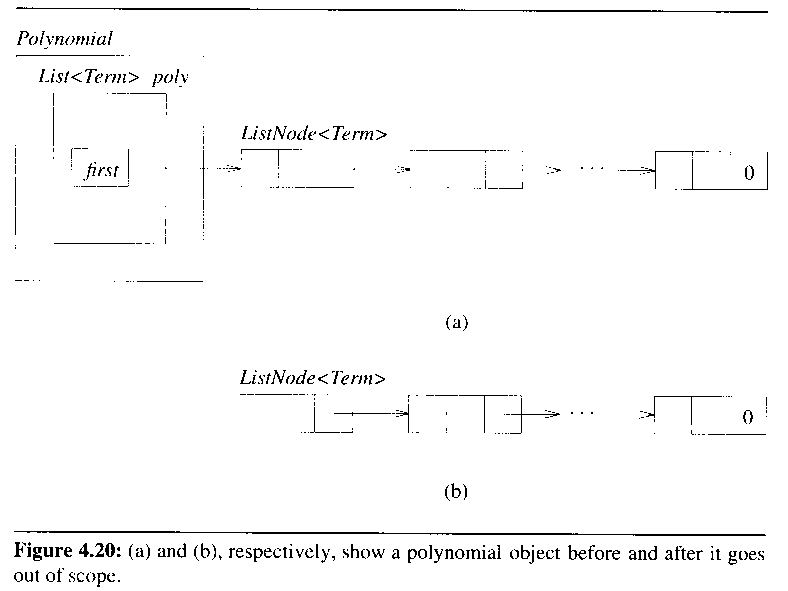 Polynomial
List<Term> poly
ListNode<Term>
first
· · ·
0
(a)
ListNode<Term>
· · ·
0
(b)
Figure 4.20: (a) and (b), respectively, show a polynomial object before and after it goes
out of scope.